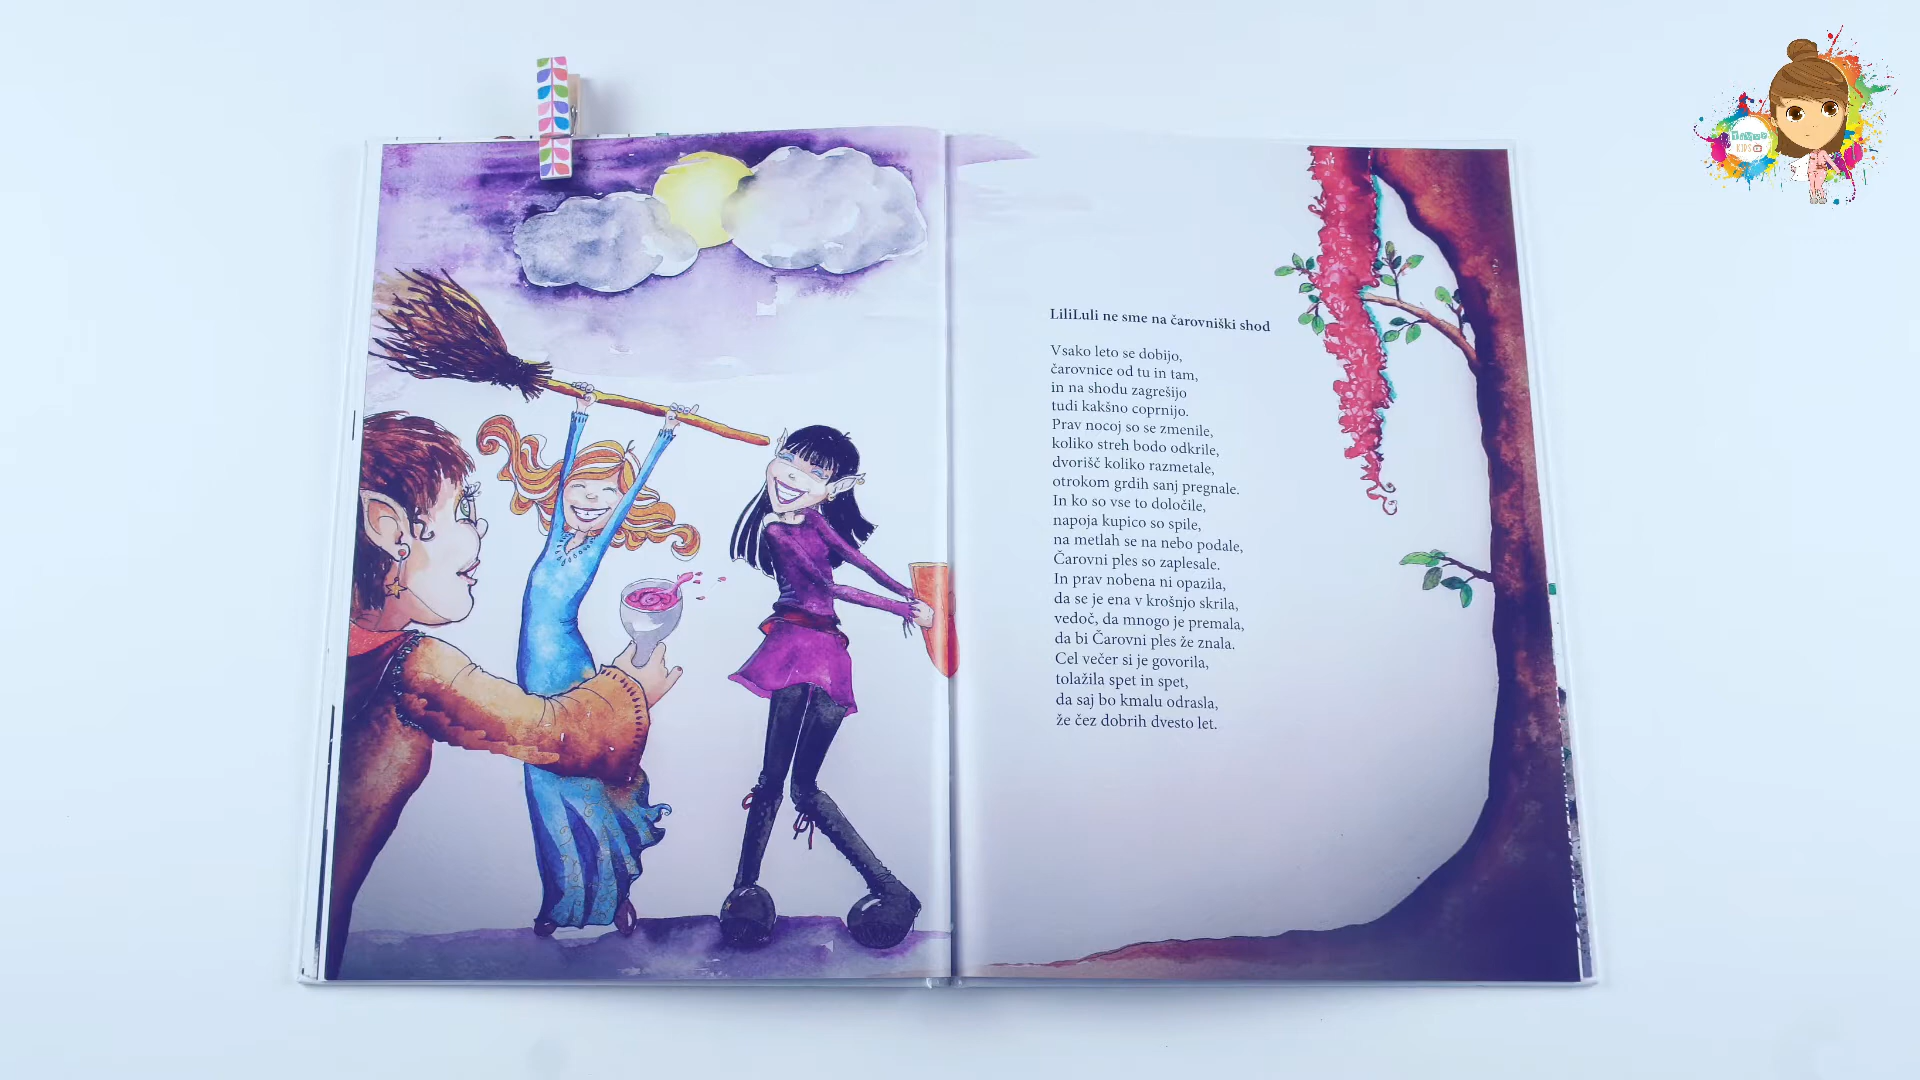 LiliLuli ne sme na čarovniški shod
Vsako leto se dobijo,
čarovnice od tu in tam,
in na shodu zagrešijo
tudi kakšno coprnijo.
Prav nocoj so se zmenile,
koliko streh bodo odkrile,
dvorišč koliko razmetale,
otrokom grdih sanj pregnale.
In ko so vse to določile,
napoja kupico so spile,
na metlah se na nebo podale,
Čarovni ples so zaplesale.
In prav nobena ni opazila,
da se je ena v krošnjo skrila,
vedoč, da mnogo je premala,
da bi Čarovni ples že znala.
Cel večer si je govorila,
tolažila spet in spet,
da saj bo kmalu odrasla,
že čez dobrih dvesto let.
KIDS